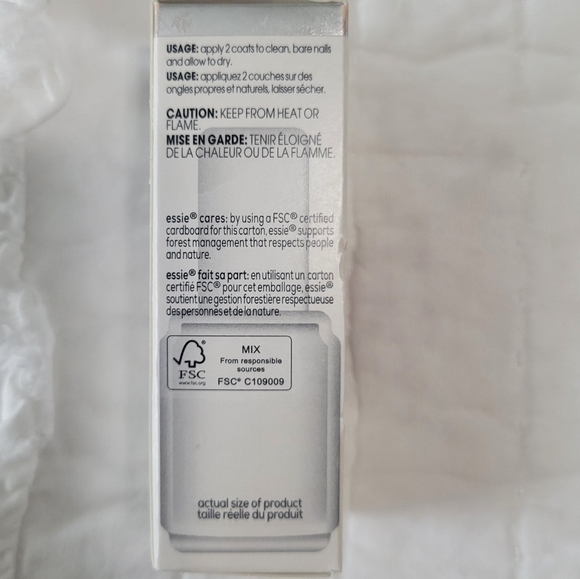 USAGE: apply 2 coats to clean, bare nails
and allow to dry.
USAGE: appliquez 2 couches sur des
ongles propres et naturels, laisser sécher.
CAUTION: KEEP FROM HEAT OR
FLAME.
MISE EN GARDE: TENIR ÉLOIGNÉ
DE LA CHALEUR OU DE LA FLAMME.
essie® cares: by using a FSC® certified
cardboard for this carton, essie® supports
forest management that respects people
and nature.
essie® fait sa part: en utilisant un carton
certifié FSC® pour cet emballage, essie®
soutient une gestion forestière respectueuse
des personnes et de la nature.
®
FSC
www.fsc.org
MIX
From responsible
sources
FSC® C109009
actual size of product
taille réelle du produit